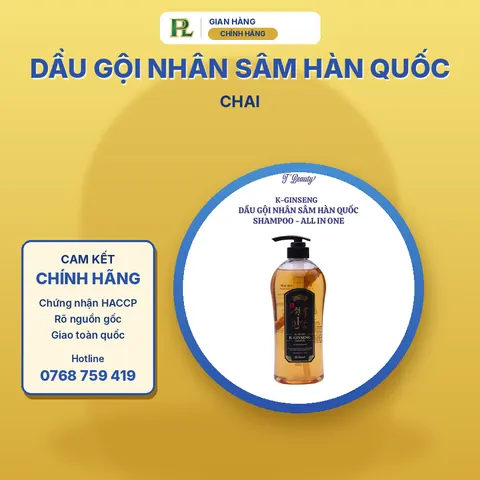 PL
GIAN HÀNG
CHÍNH HÃNG
DẦU GỘI NHÂN SÂM HÀN QUỐC
CHAI
J' Beauty
K-GINSENG
DẦU GỘI NHÂN SÂM HÀN QUỐC
SHAMPOO - ALL IN ONE
K-GINSENG
CAM KẾT
CHÍNH HÃNG
Chứng nhận HACCP
Rõ nguồn gốc
Giao toàn quốc
Hotline
0768 759 419